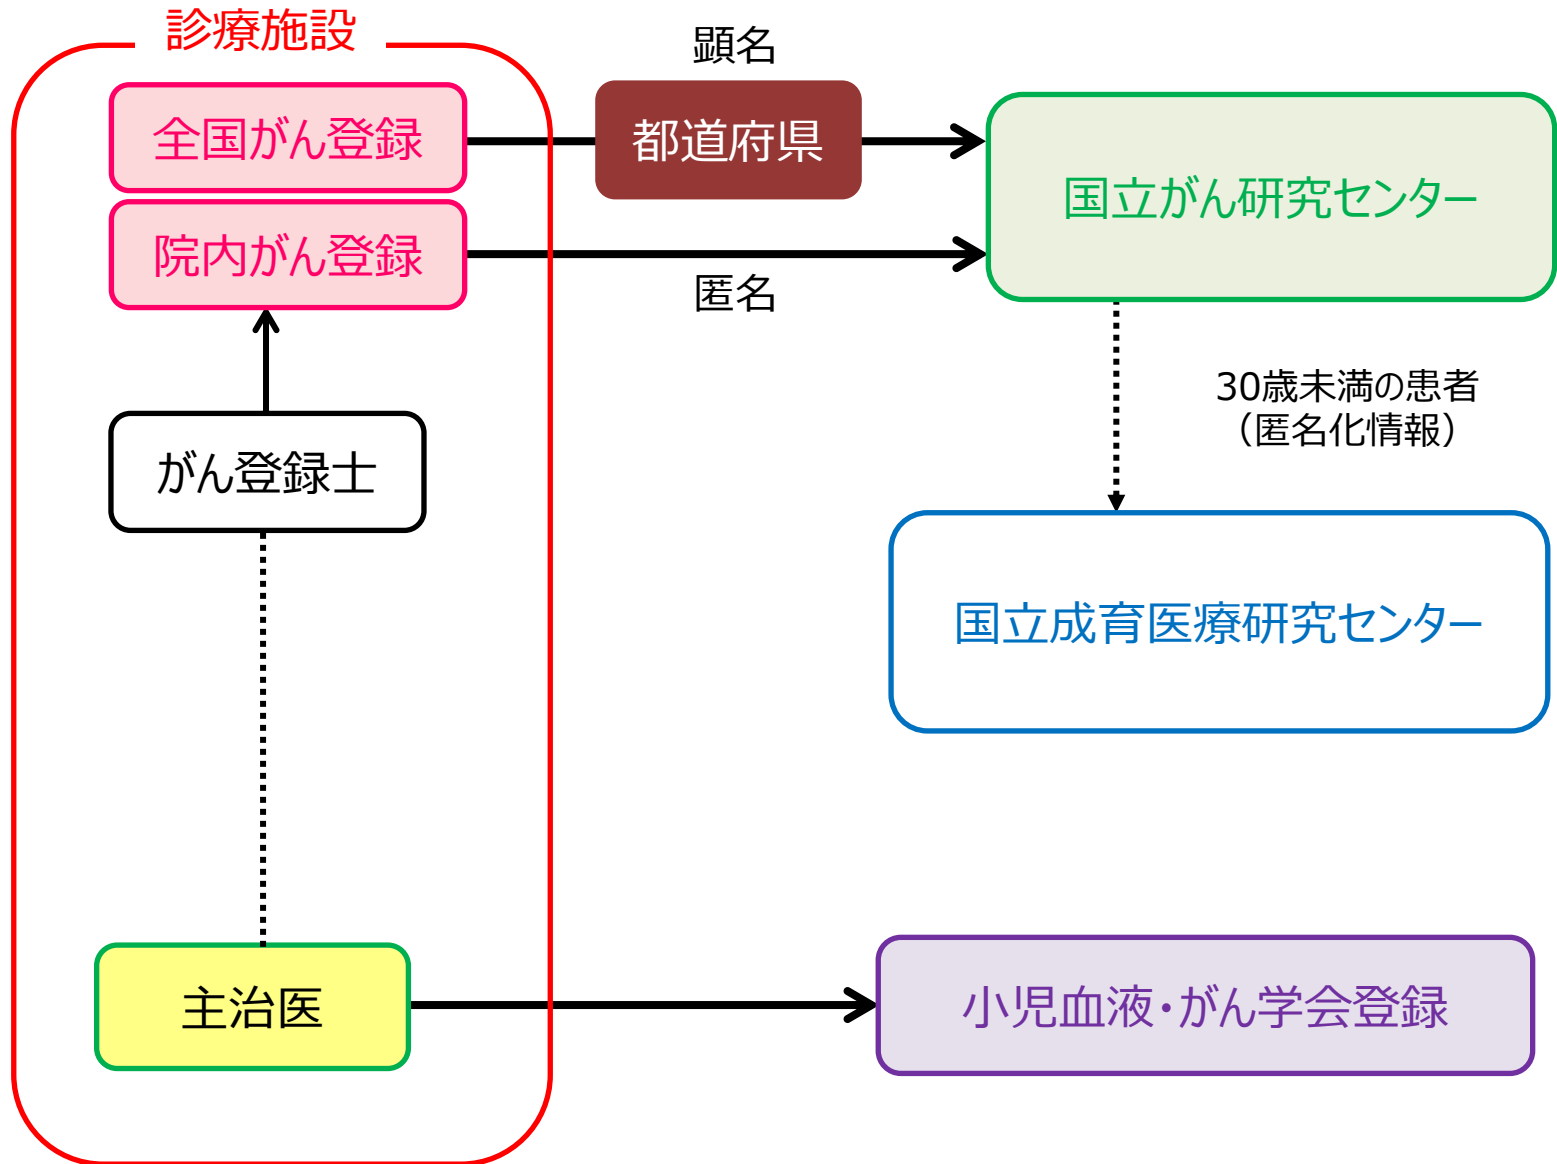 診療施設
顕名
全国がん登録
都道府県
国立がん研究センター
院内がん登録
匿名
30歳未満の患者
（匿名化情報）
がん登録士
国立成育医療研究センター
主治医
小児血液・がん学会登録